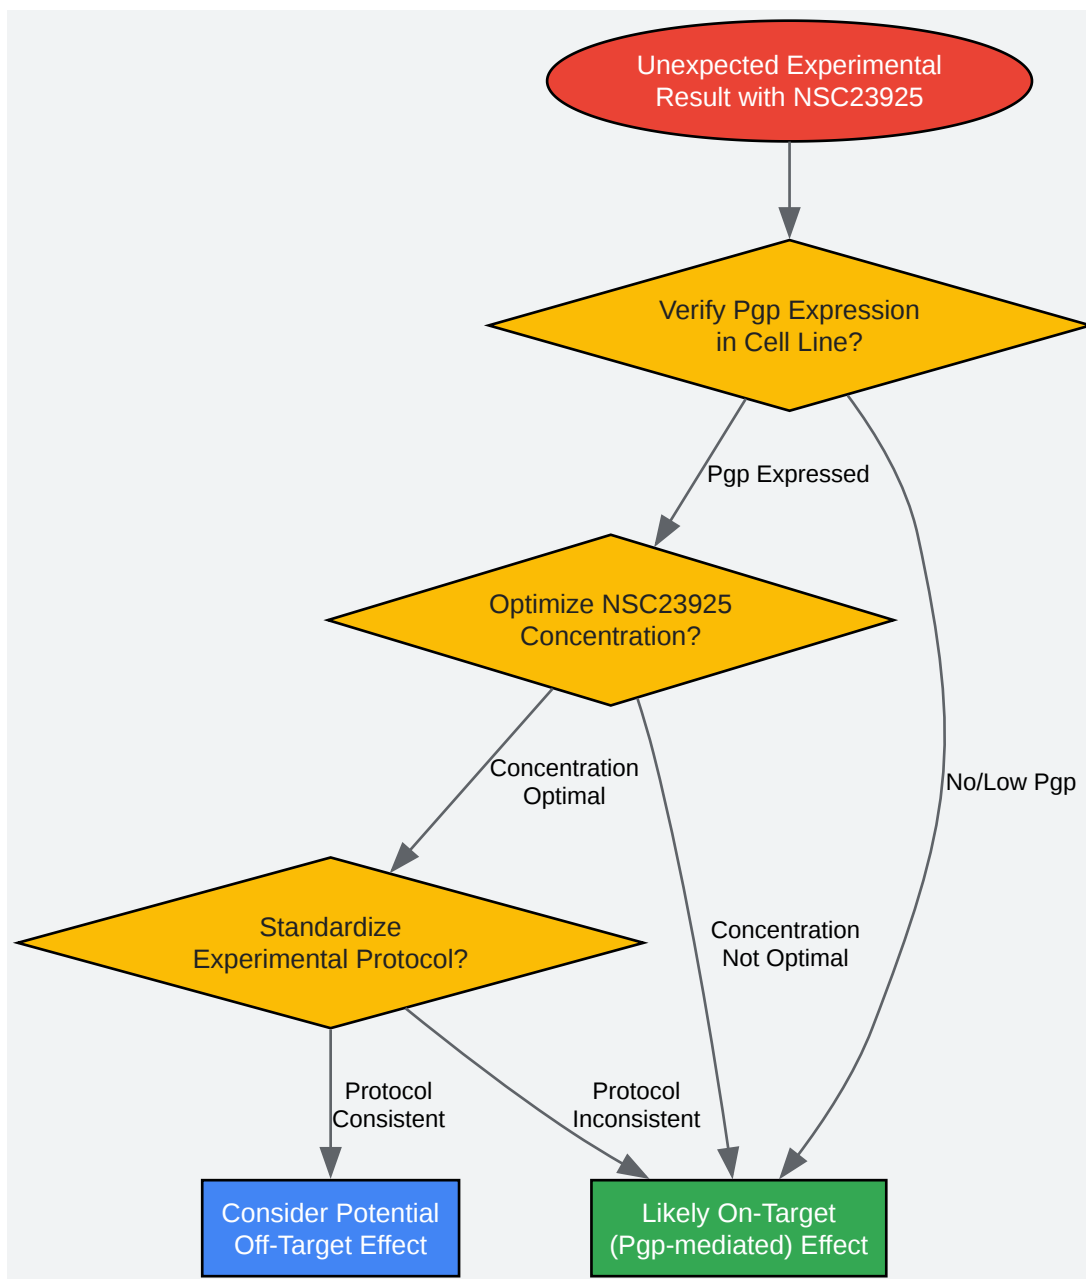 Unexpected Experimental
Result with NSC23925
Verify Pgp Expression
in Cell Line?
Pgp Expressed
Optimize NSC23925
Concentration?
Concentration
Optimal
No/Low Pgp
Standardize
Experimental Protocol?
Concentration
Not Optimal
Protocol
Consistent
Protocol
Inconsistent
Consider Potential
Off-Target Effect
Likely On-Target
(Pgp-mediated) Effect